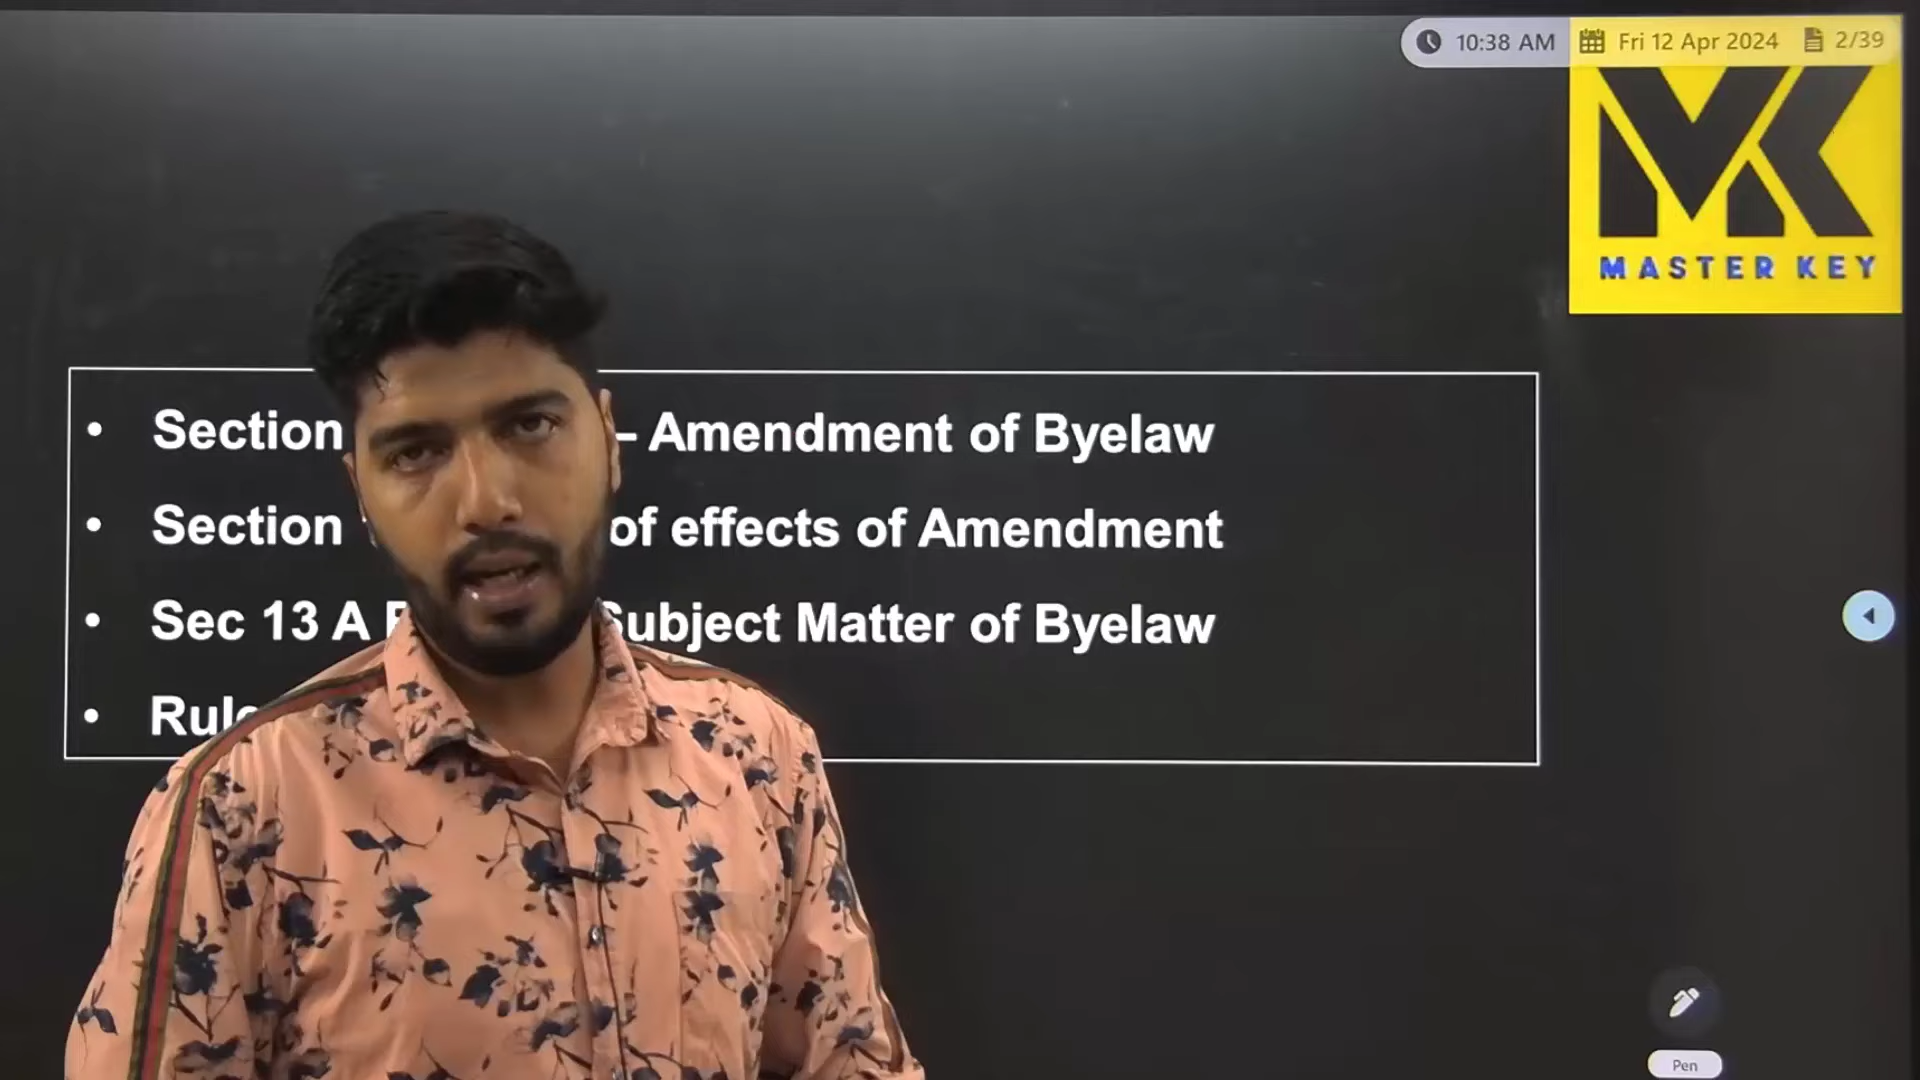 10:38 AM Fri 12 Apr 2024 2/39
MK
MASTER KEY
• Section – Amendment of Byelaw
• Section of effects of Amendment
• Sec 13 A Subject Matter of Byelaw
•
Pen